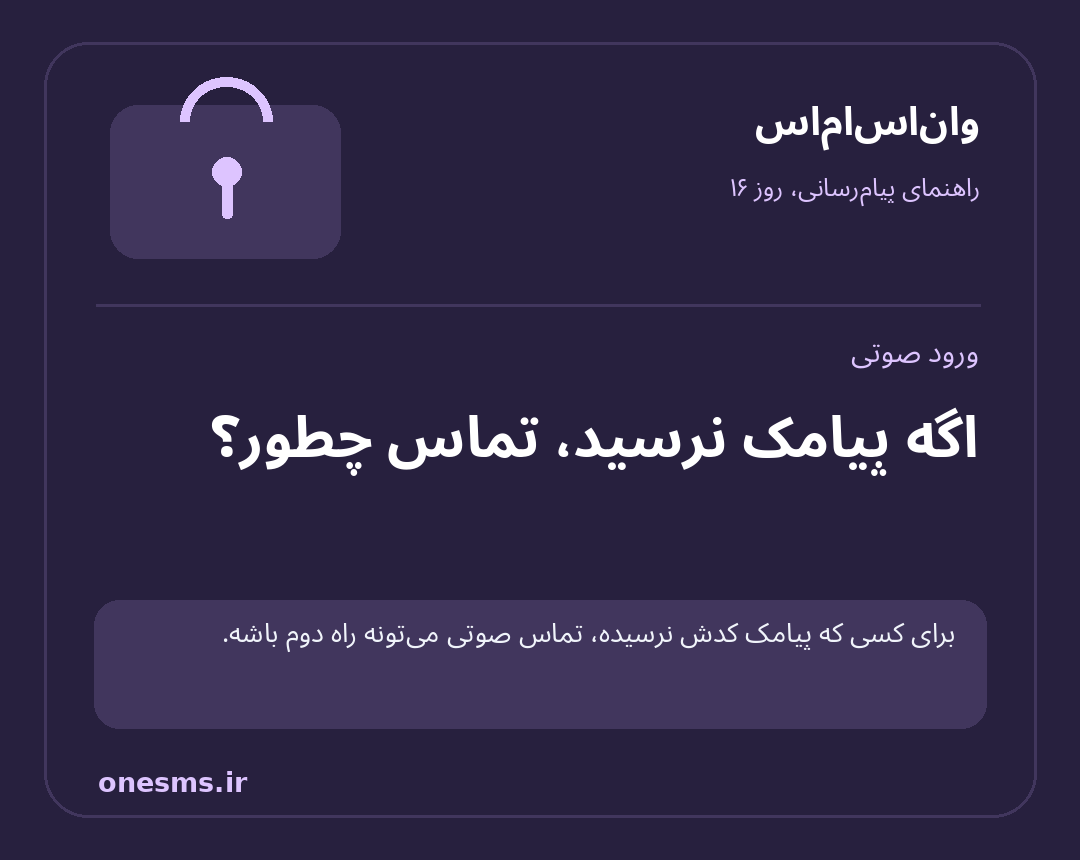 وان‌اس‌ام‌اس
راهنمای پیام‌رسانی، روز ۱۶
ورود صوتی
اگه پیامک نرسید، تماس چطور؟
برای کسی که پیامک کدش نرسیده، تماس صوتی می‌تونه راه دوم باشه.
onesms.ir